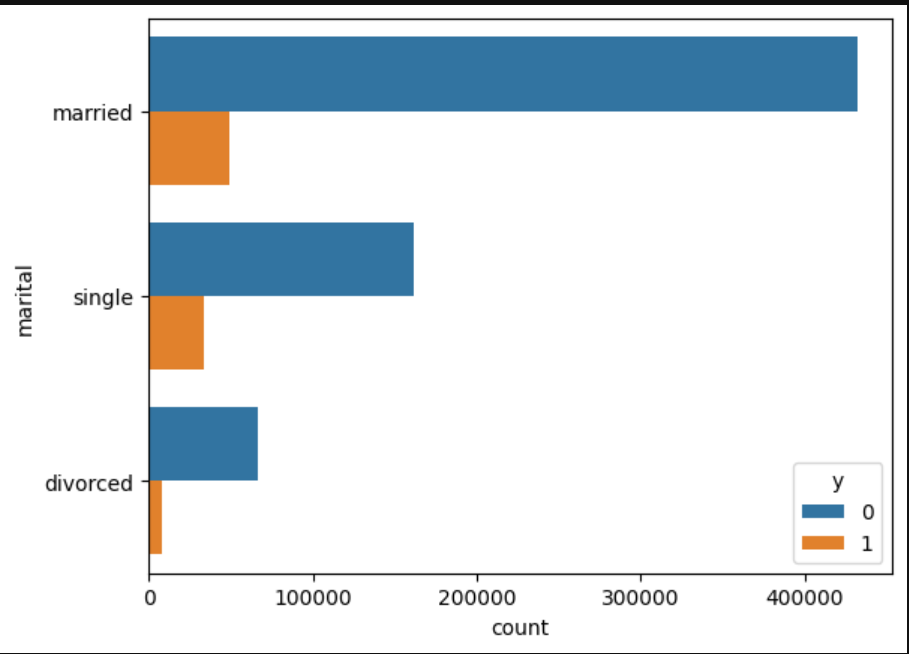 married
single
divorced
marital
0
100000
200000
300000
400000
count
y
0
1